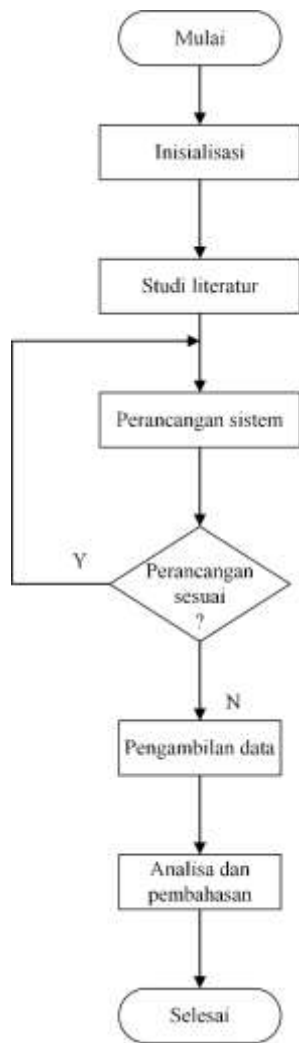 Mulai
Inisialisasi
Studi literatur
Perancangan sistem
Y
Perancangan
sesuai
?
N
Pengambilan data
Analisa dan
pembahasan
Selesai